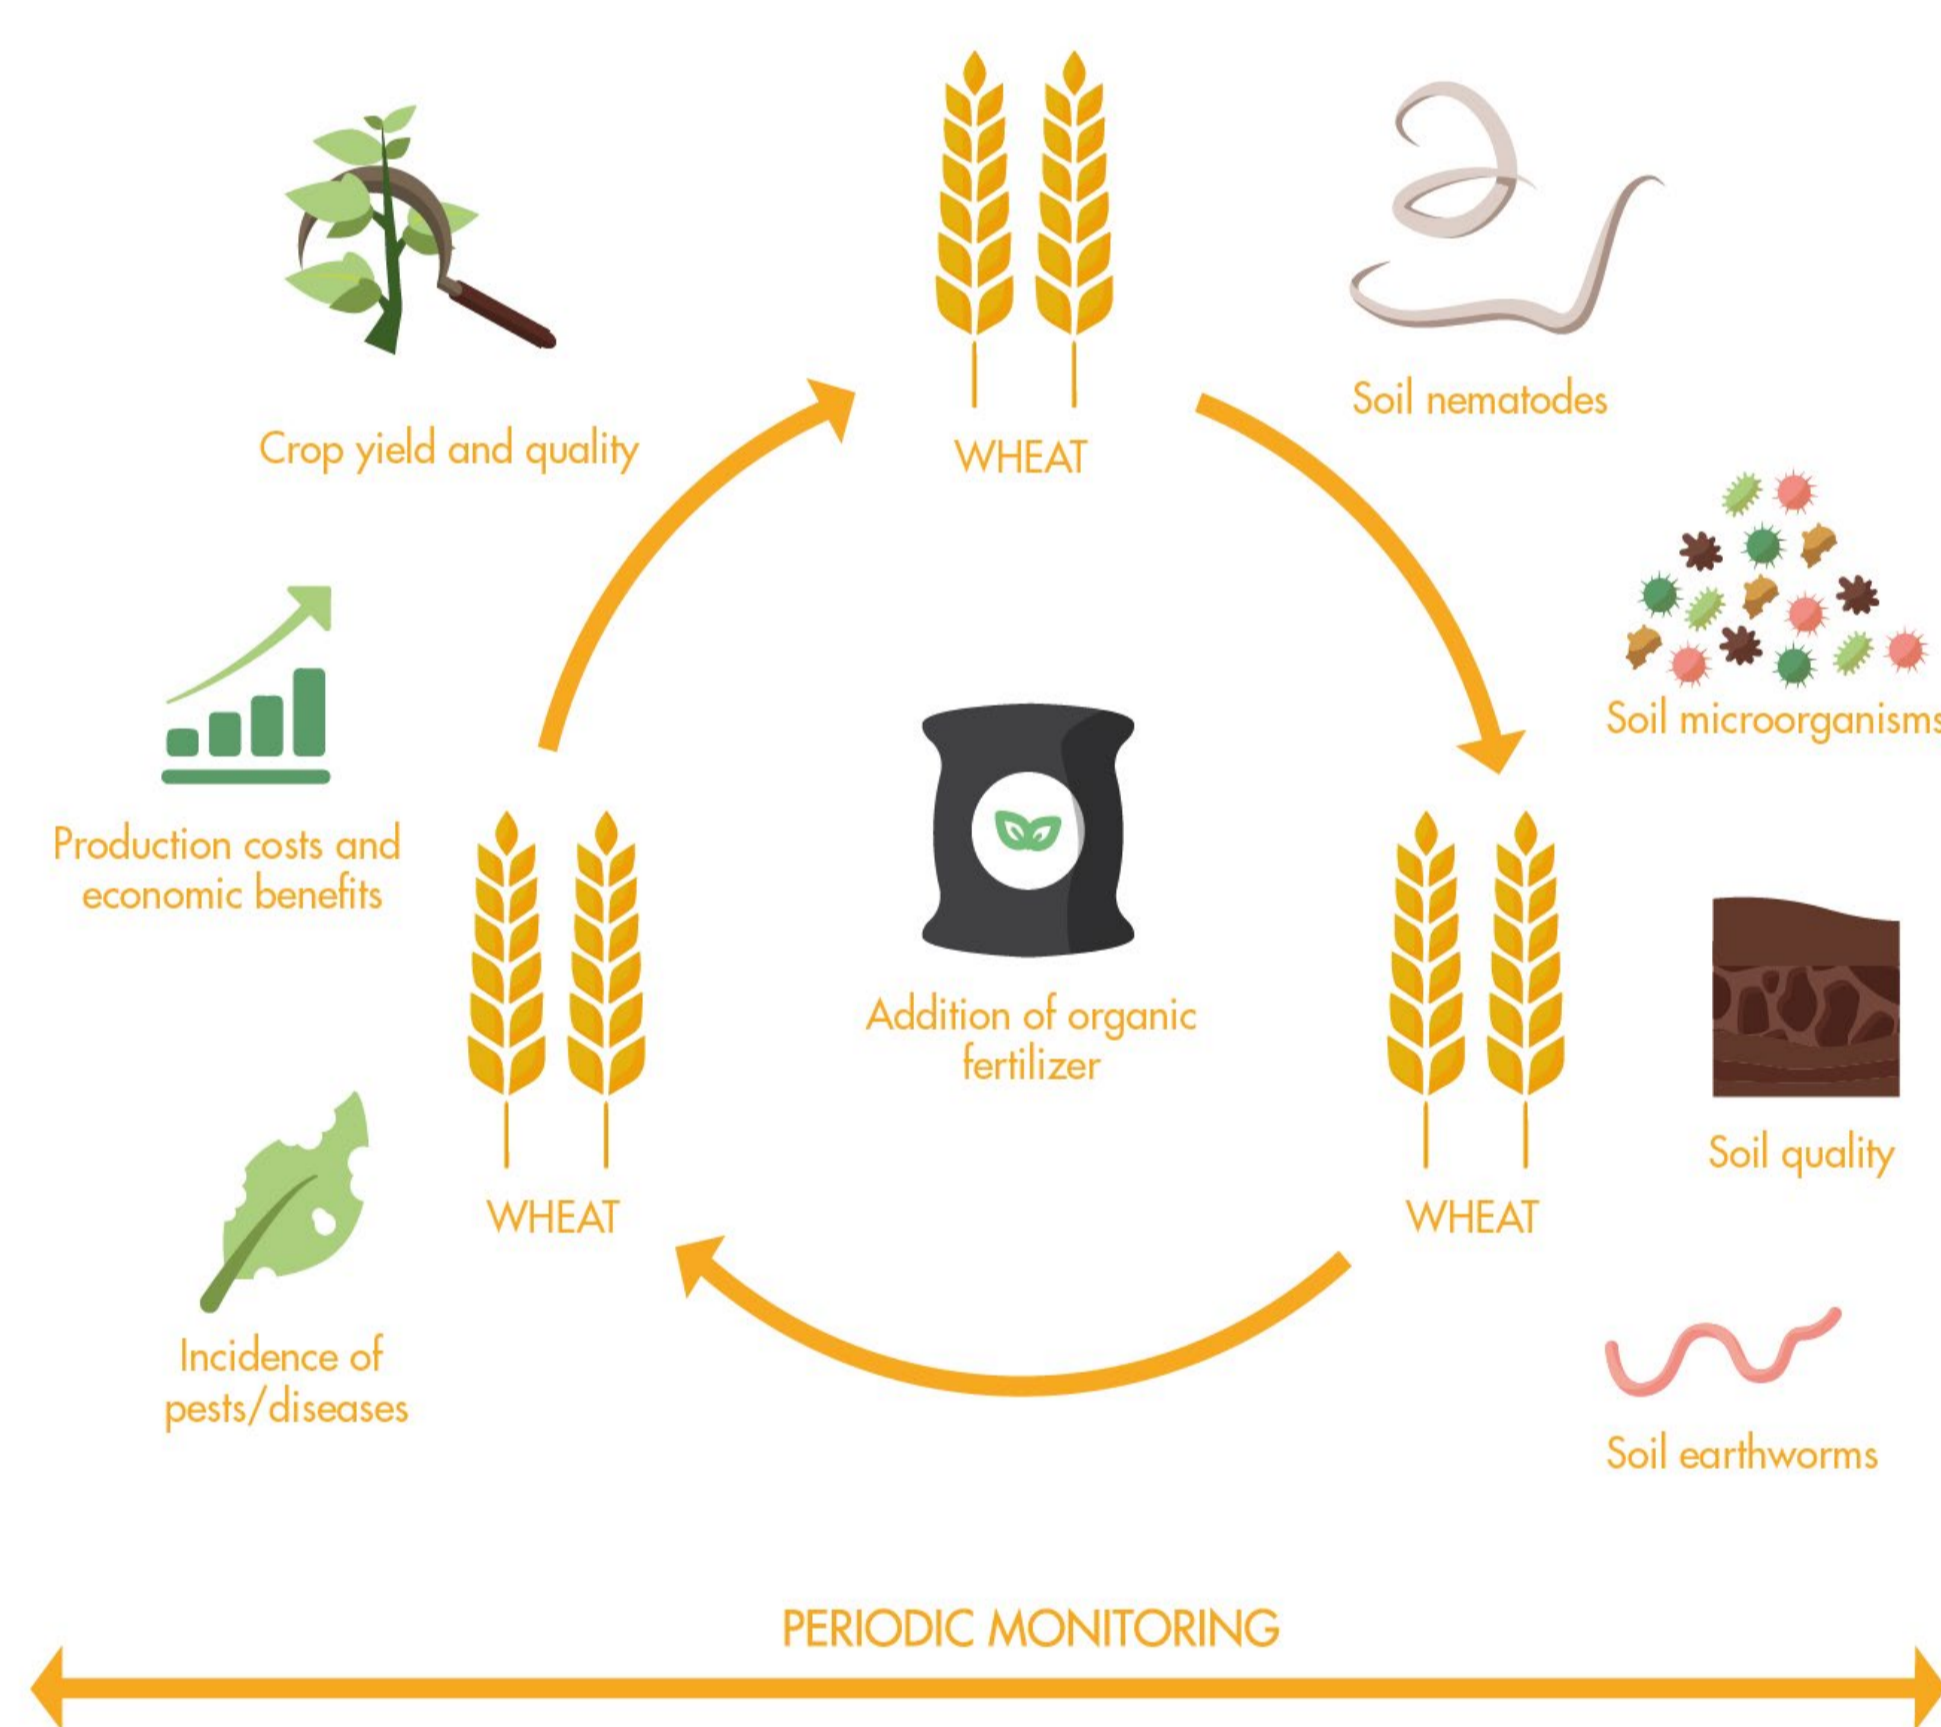 Soil nematodes
Crop yield and quality
WHEAT
Soil microorganisms
Production costs and
economic benefits
Addition of organic
fertilizer
Soil quality
WHEAT
WHEAT
Incidence of
pests/diseases
Soil earthworms
PERIODIC MONITORING